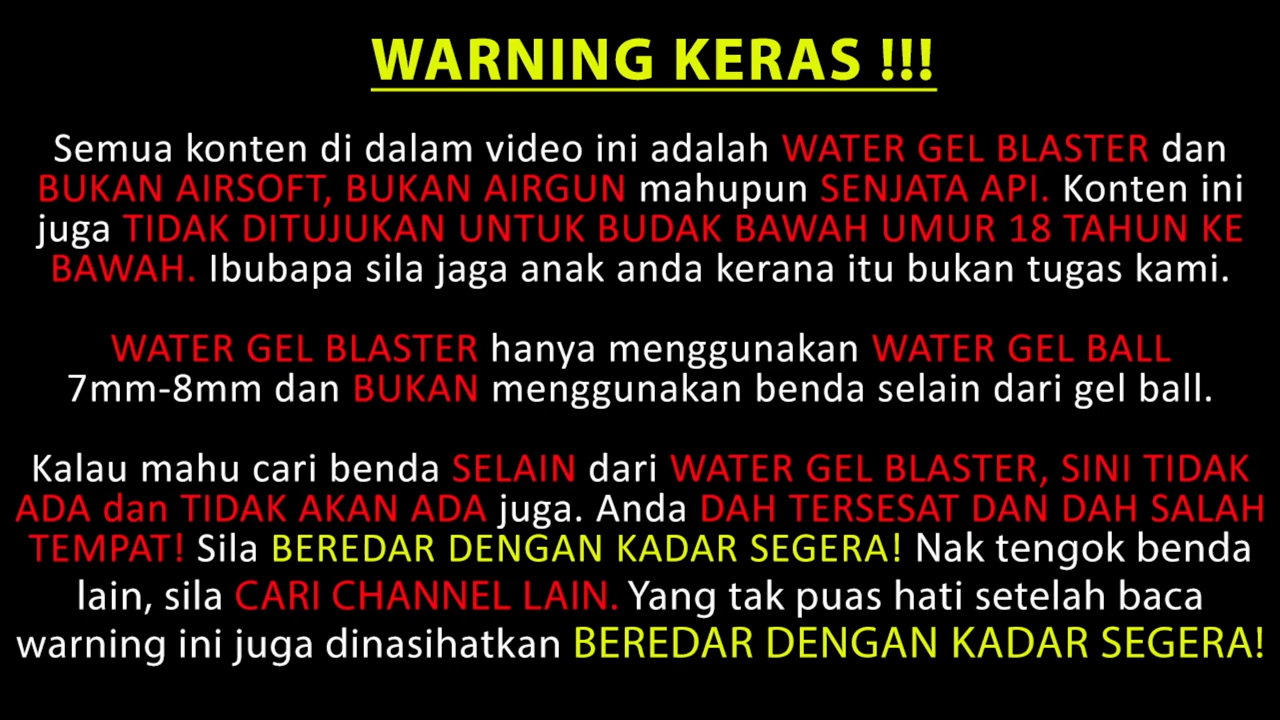 WARNING KERAS !!!
Semua konten di dalam video ini adalah WATER GEL BLASTER dan
BUKAN AIRSOFT, BUKAN AIRGUN mahupun SENJATA API. Konten ini
juga TIDAK DITUJUKAN UNTUK BUDAK BAWAH UMUR 18 TAHUN KE
BAWAH. Ibubapa sila jaga anak anda kerana itu bukan tugas kami.
WATER GEL BLASTER hanya menggunakan WATER GEL BALL
7mm-8mm dan BUKAN menggunakan benda selain dari gel ball.
Kalau mahu cari benda SELAIN dari WATER GEL BLASTER, SINI TIDAK
ADA dan TIDAK AKAN ADA juga. Anda DAH TERSESAT DAN DAH SALAH
TEMPAT! Sila BEREDAR DENGAN KADAR SEGERA! Nak tengok benda
lain, sila CARI CHANNEL LAIN. Yang tak puas hati setelah baca
warning ini juga dinasihatkan BEREDAR DENGAN KADAR SEGERA!